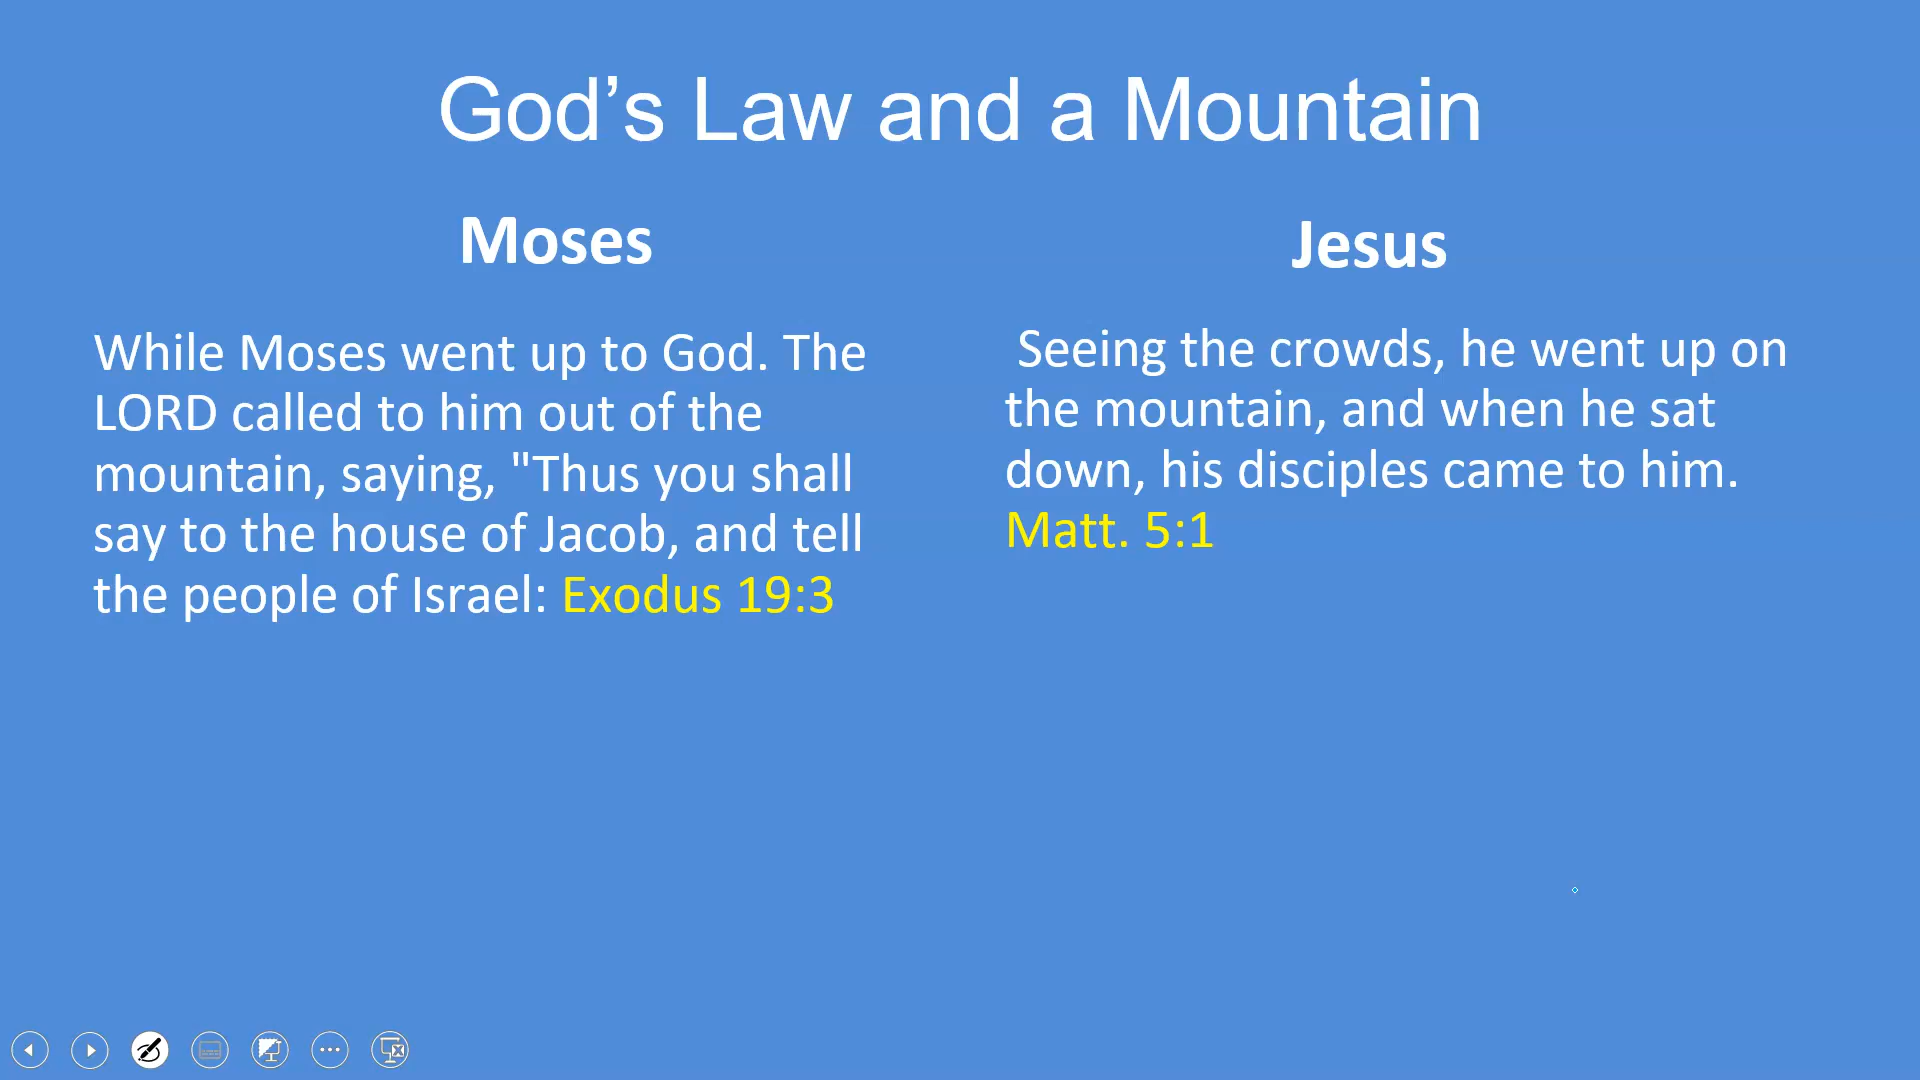 God’s Law and a Mountain
Moses
While Moses went up to God. The
LORD called to him out of the
mountain, saying, "Thus you shall
say to the house of Jacob, and tell
the people of Israel: Exodus 19:3
Jesus
Seeing the crowds, he went up on
the mountain, and when he sat
down, his disciples came to him.
Matt. 5:1